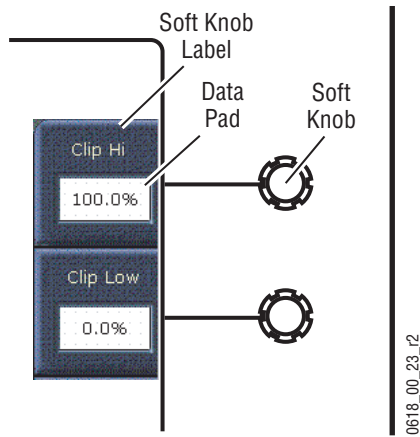 Soft Knob
Label
Data
Pad
Soft
Knob
Clip Hi
100.0%
Clip Low
0.0%
0618_00_23_r2